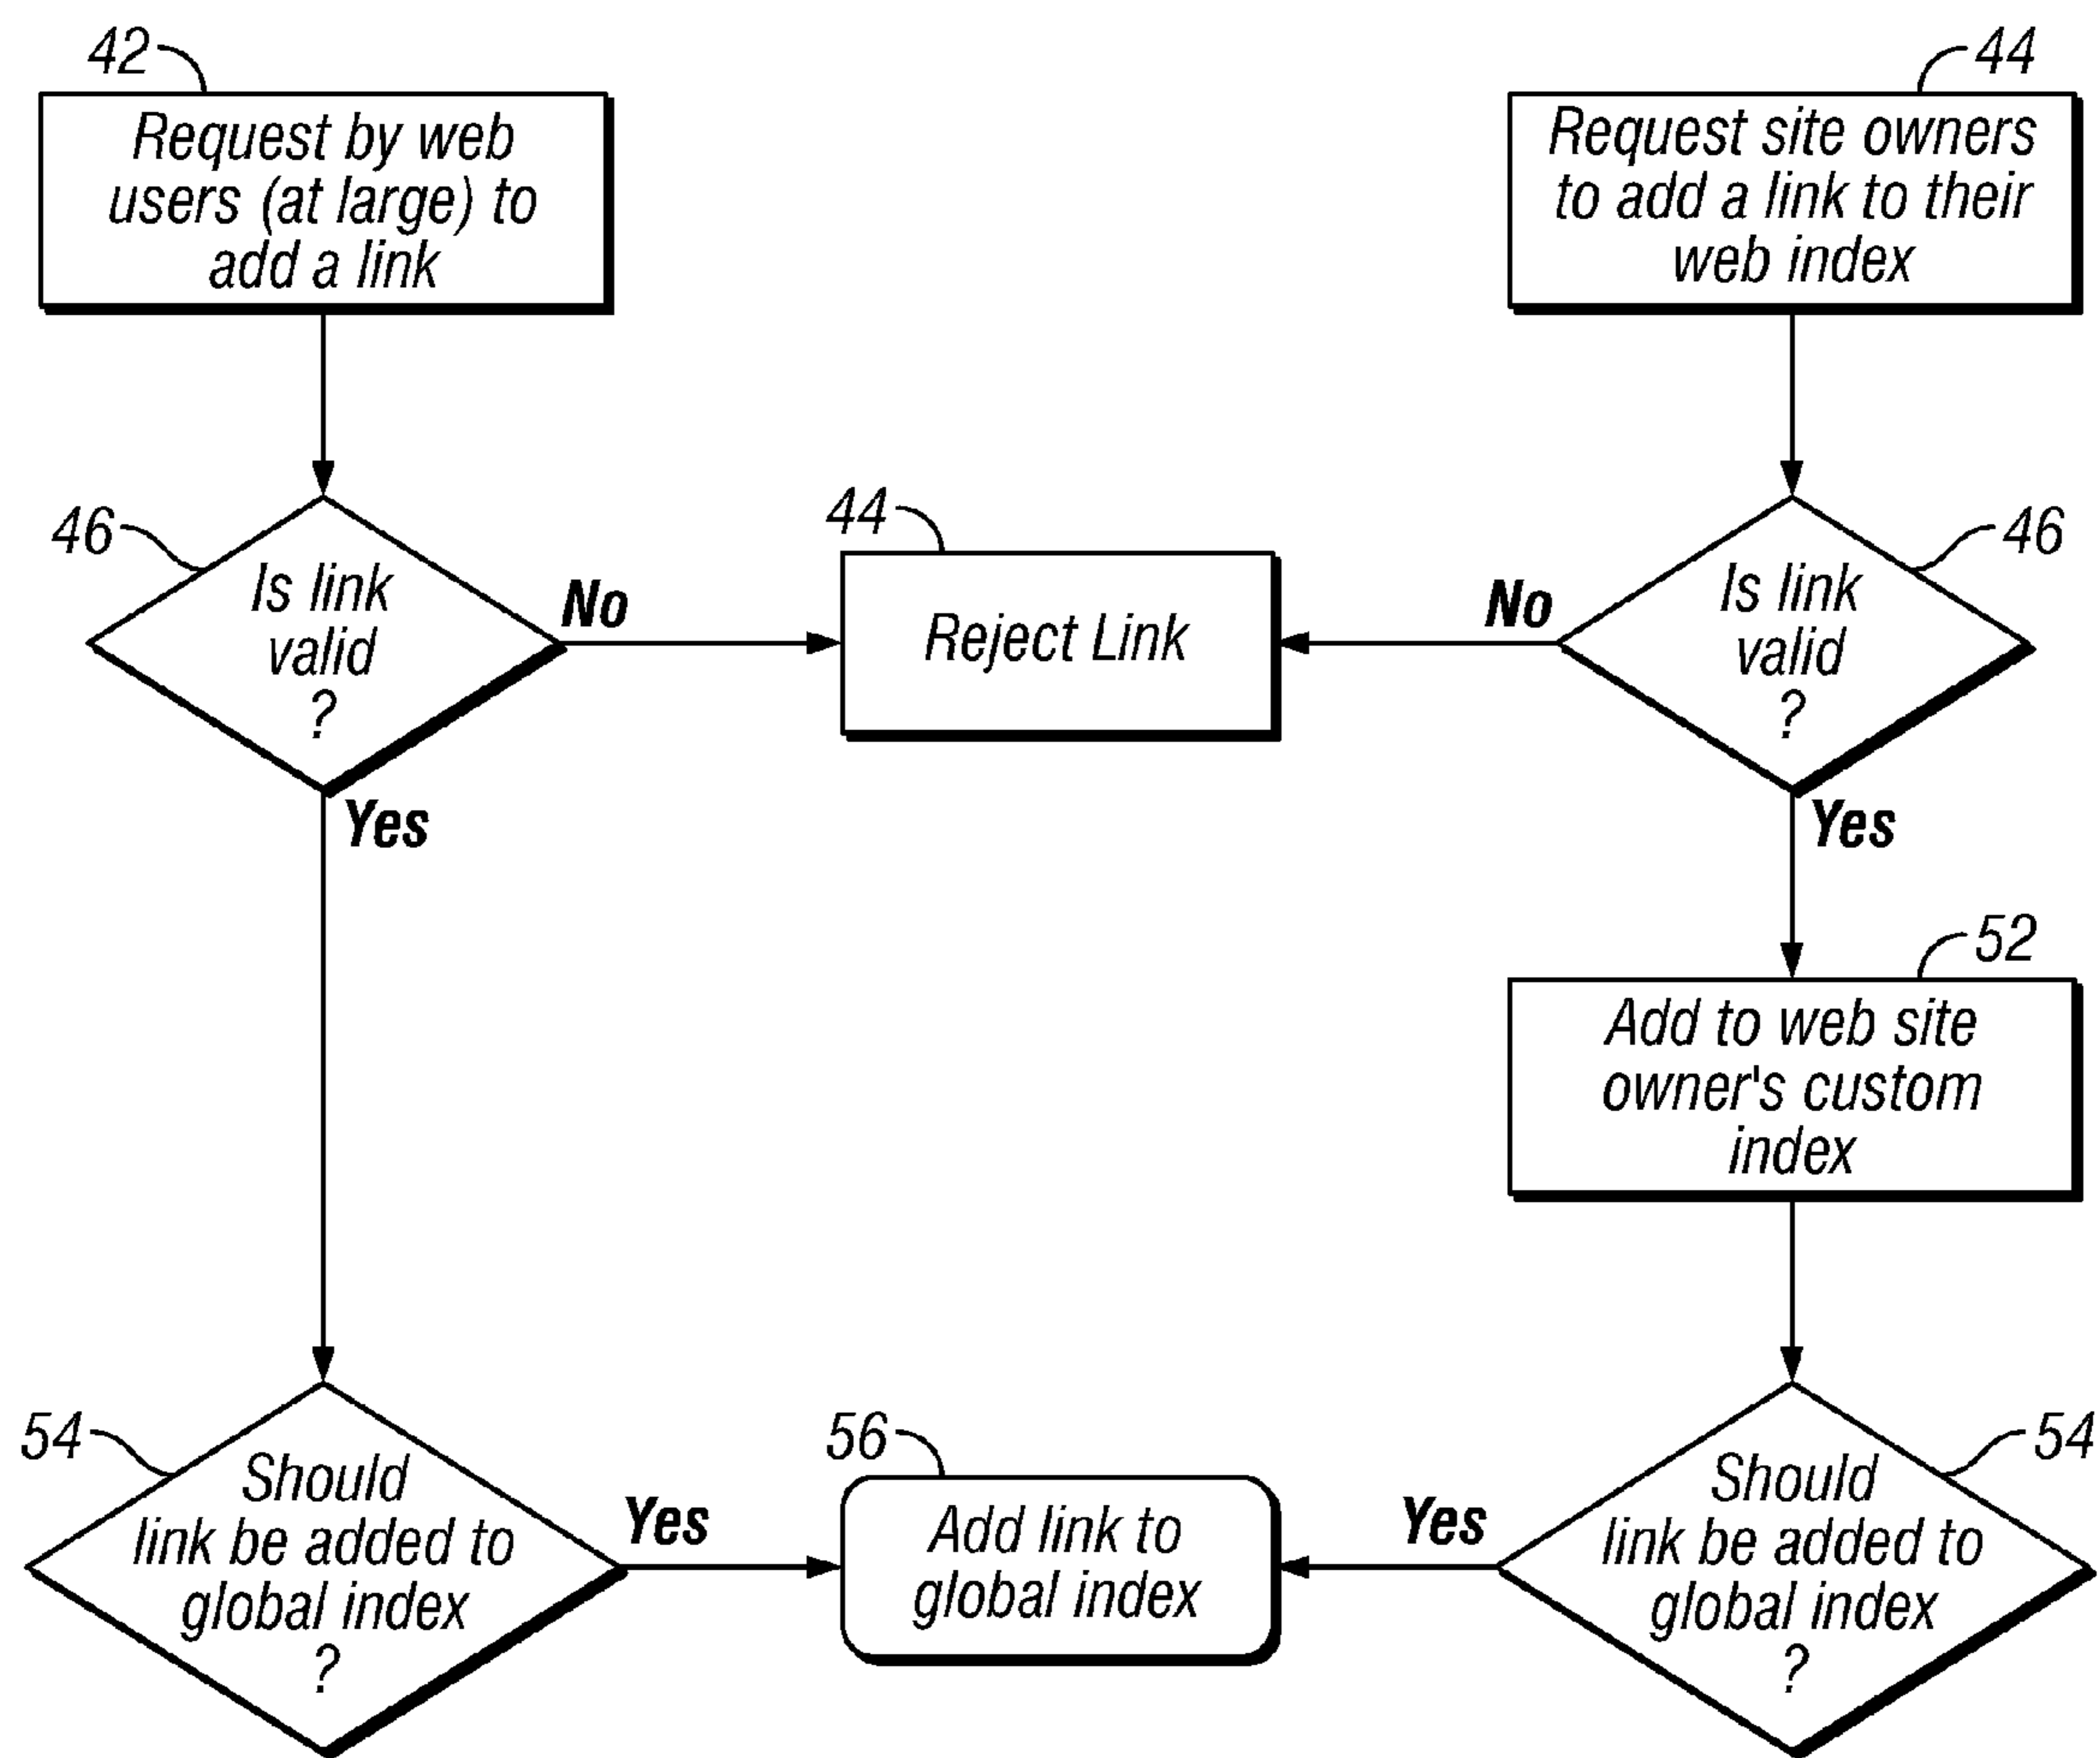 42
Request by web
users (at large) to
add a link
44
Request site owners
to add a link to their
web index
46
Is link
valid
?
No
Yes
44
Reject Link
46
Is link
valid
?
No
Yes
52
Add to web site
owner's custom
index
54
Should
link be added to
global index
?
Yes
56
Add link to
global index
54
Should
link be added to
global index
?
Yes